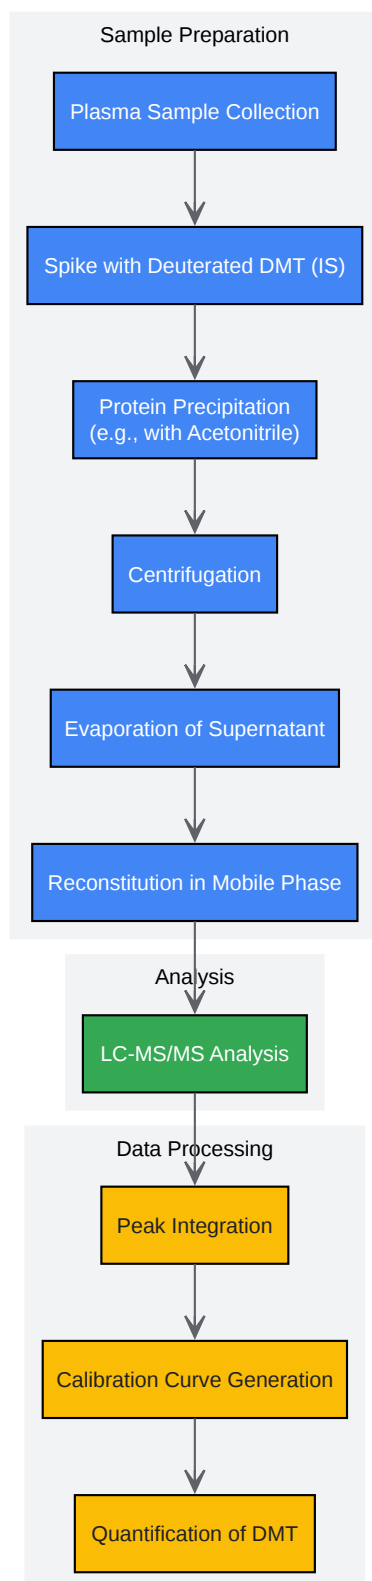 Sample Preparation
Plasma Sample Collection
Spike with Deuterated DMT (IS)
Protein Precipitation
(e.g., with Acetonitrile)
Centrifugation
Evaporation of Supernatant
Reconstitution in Mobile Phase
Analysis
LC-MS/MS Analysis
Data Processing
Peak Integration
Calibration Curve Generation
Quantification of DMT